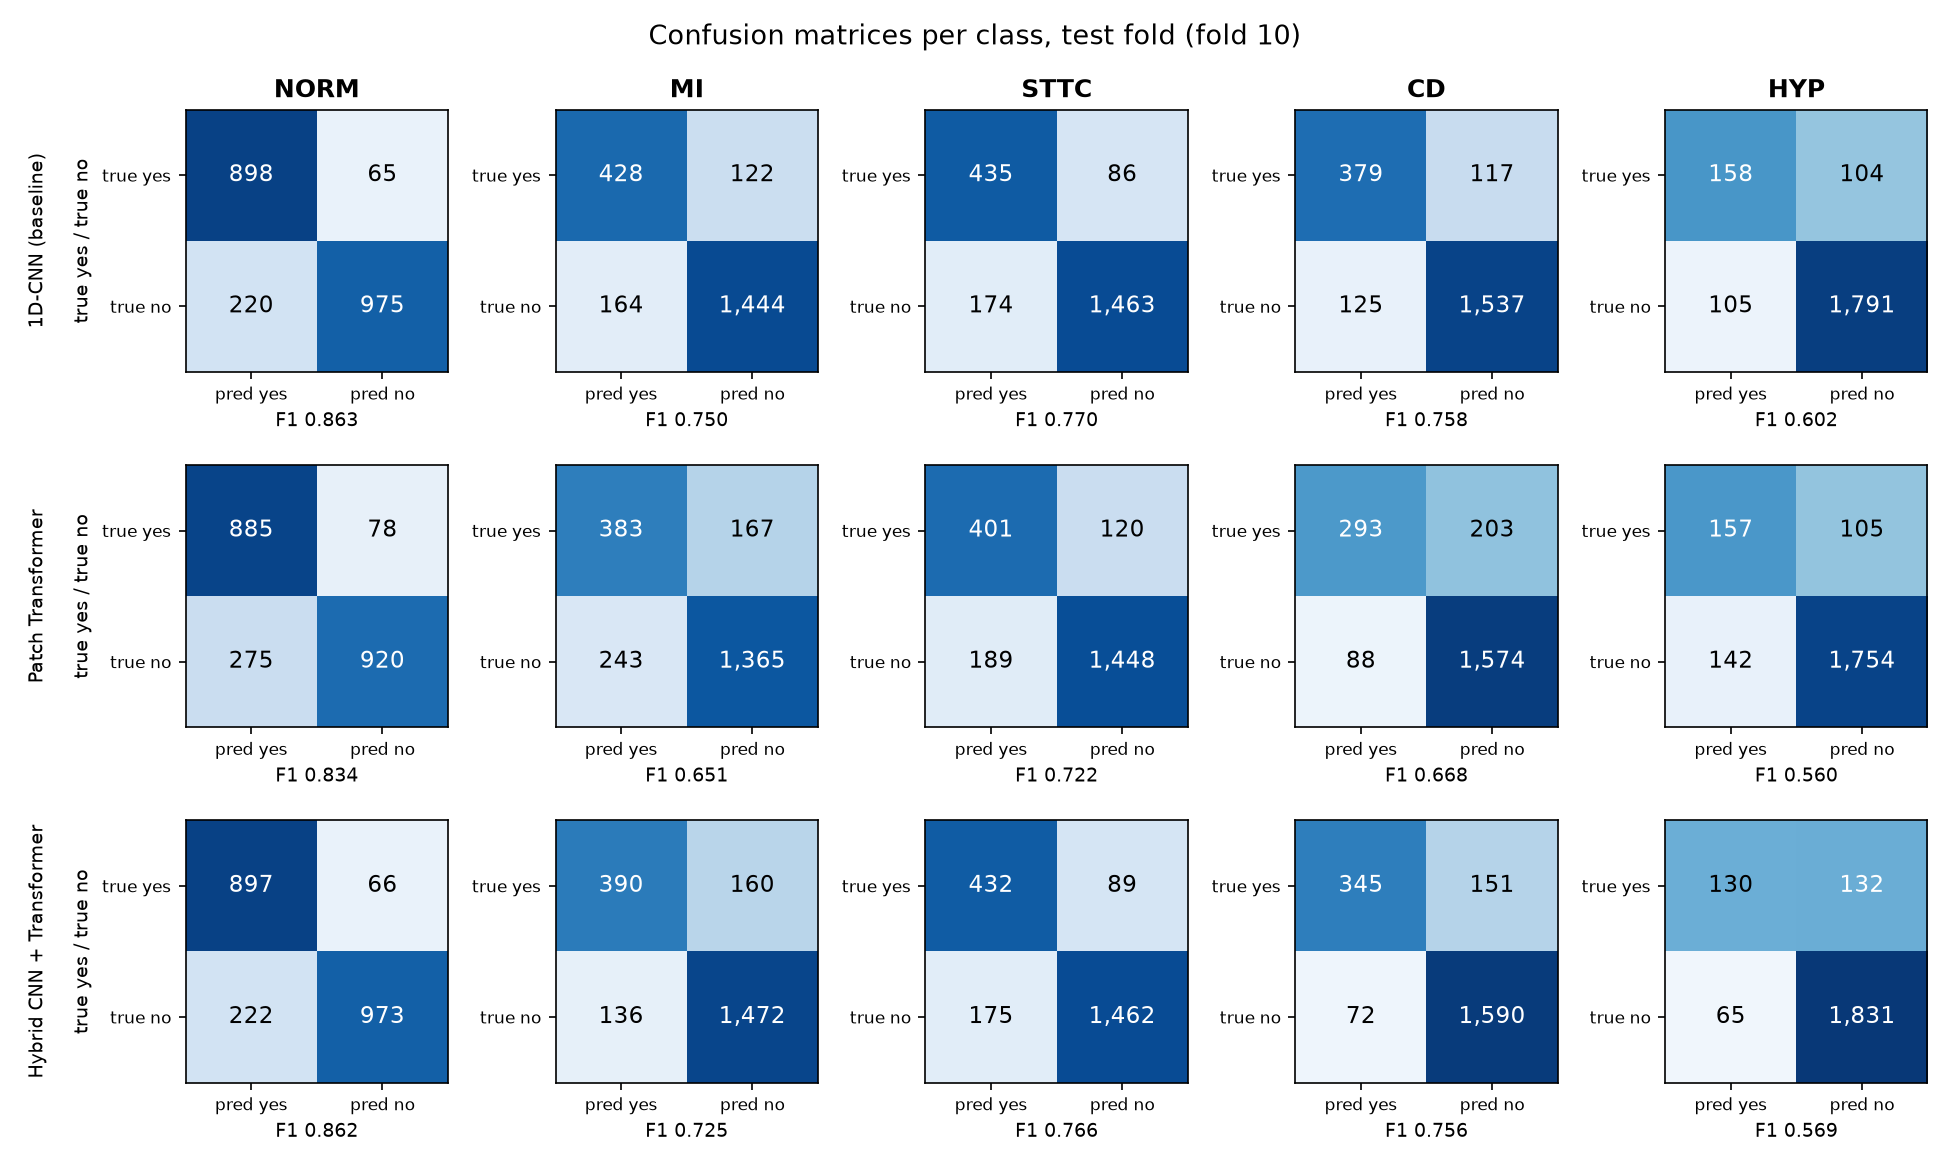 Confusion matrices per class, test fold (fold 10)
NORM MI STTC CD HYP
1D-CNN (baseline)
true yes / true no
true yes 898 65 true yes 428 122 true yes 435 86 true yes 379 117 true yes 158 104
true no 220 975 true no 164 1,444 true no 174 1,463 true no 125 1,537 true no 105 1,791
pred yes pred no pred yes pred no pred yes pred no pred yes pred no pred yes pred no
F1 0.863 F1 0.750 F1 0.770 F1 0.758 F1 0.602
Patch Transformer
true yes / true no
true yes 885 78 true yes 383 167 true yes 401 120 true yes 293 203 true yes 157 105
true no 275 920 true no 243 1,365 true no 189 1,448 true no 88 1,574 true no 142 1,754
pred yes pred no pred yes pred no pred yes pred no pred yes pred no pred yes pred no
F1 0.834 F1 0.651 F1 0.722 F1 0.668 F1 0.560
Hybrid CNN + Transformer
true yes / true no
true yes 897 66 true yes 390 160 true yes 432 89 true yes 345 151 true yes 130 132
true no 222 973 true no 136 1,472 true no 175 1,462 true no 72 1,590 true no 65 1,831
pred yes pred no pred yes pred no pred yes pred no pred yes pred no pred yes pred no
F1 0.862 F1 0.725 F1 0.766 F1 0.756 F1 0.569